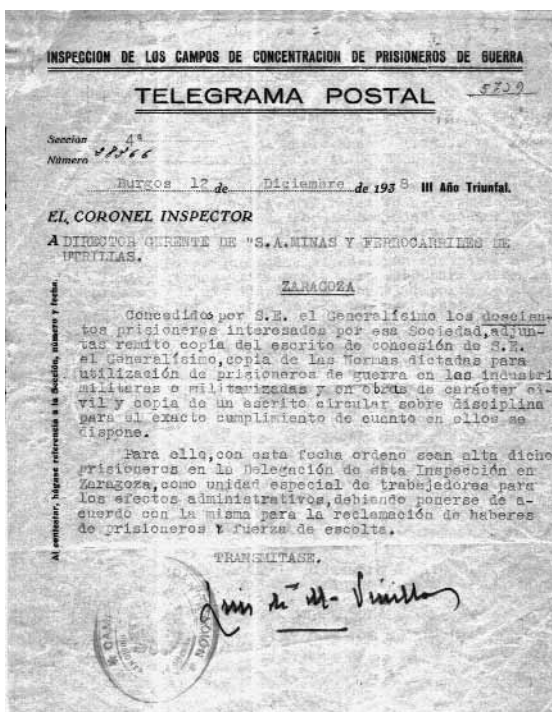 INSPECCION DE LOS CAMPOS DE CONCENTRACION DE PRISIONEROS DE GUERRA
TELEGRAMA POSTAL
5739
Sección 4ª
Número 28266
Burgos 12 de Diciembre de 1938 III Año Triunfal.
EL CORONEL INSPECTOR
A DIRECTOR GERENTE DE "S.A.MINAS Y FERROCARRILES DE
UTRILLAS.
ZARAGOZA
Concedidos por S.E. el Generalísimo los doscien-
tos prisioneros interesados por esa Sociedad,adjun-
tas remito copia del escrito de concesión de S.E.
el Generalísimo,copia de las Normas dictadas para
utilización de prisioneros de guerra en las industri
militares o militarizadas y en obras de carácter ci-
vil y copia de un escrito circular sobre disciplina
para el exacto cumplimiento de cuanto en ellos se
dispone.
Para ello,con esta fecha ordeno sean alta dicho
prisioneros en la Delegación de esta Inspección en
Zaragoza,como unidad especial de trabajadores para
los efectos administrativos,debiendo ponerse de a-
cuerdo con la misma para la reclamación de haberes
de prisioneros y fuerza de escolta.
TRANSMITASE.
Al contestar, hágase referencia a la Sección, número y fecha.